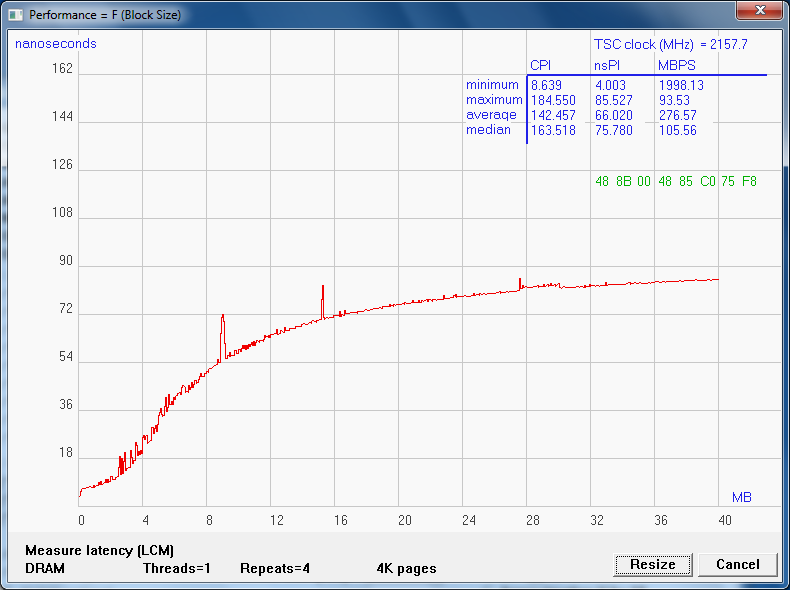 Performance = F (Block Size)
nanoseconds
TSC clock (MHz) = 2157.7
CPI nsPI MBPS
minimum 8.639 4.003 1998.13
maximum 184.550 85.527 93.53
average 142.457 66.020 276.57
median 163.518 75.780 105.56
48 8B 00 48 85 C0 75 F8
162
144
126
108
90
72
54
36
18
MB
0 4 8 12 16 20 24 28 32 36 40
Measure latency (LCM)
DRAM Threads=1 Repeats=4 4K pages
Resize Cancel